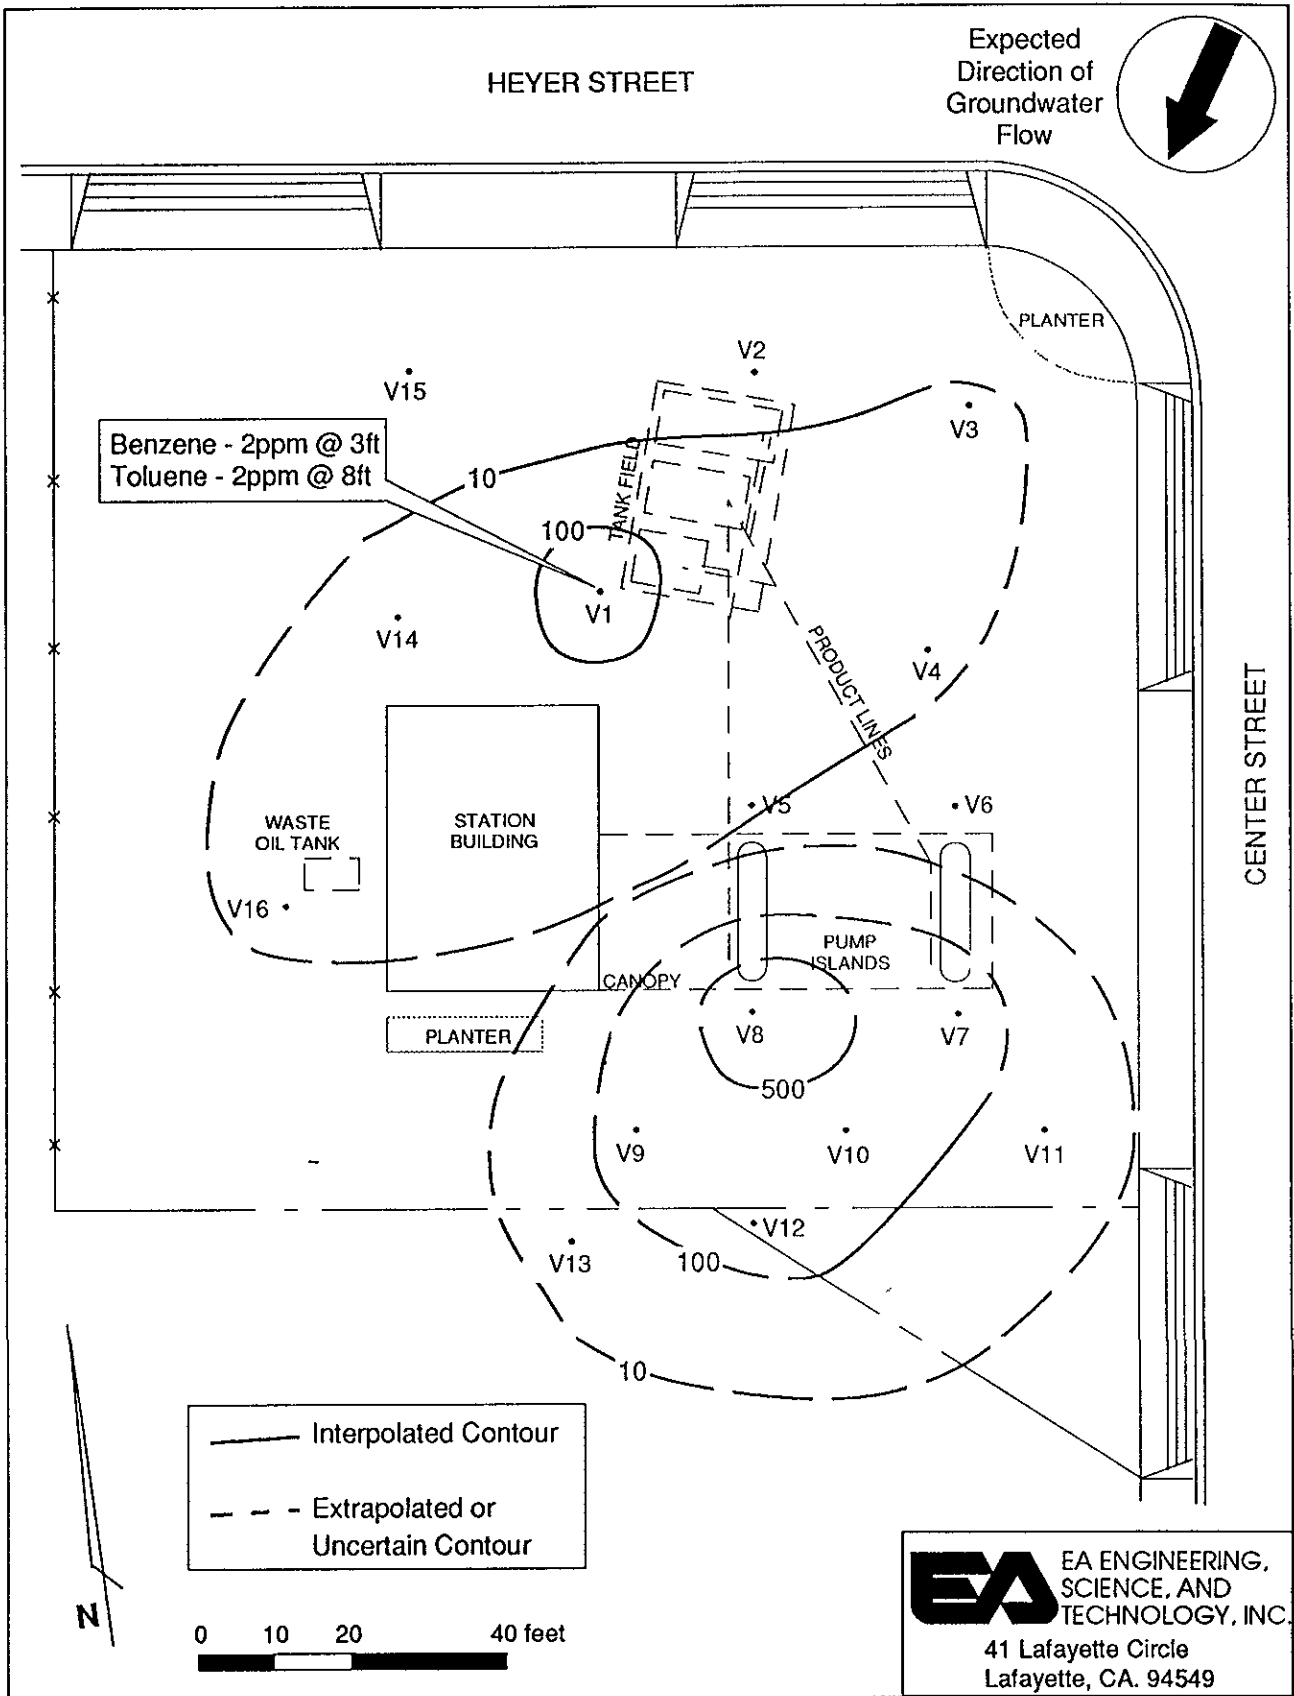 HEYER STREET
Expected
Direction of
Groundwater
Flow
PLANTER
V2
V15
V3
Benzene - 2ppm @ 3ft
Toluene - 2ppm @ 8ft
TANK FIELD
10
100
V1
V14
V4
PRODUCT LINES
CENTER STREET
V5
V6
WASTE
OIL TANK
STATION
BUILDING
V16
PUMP
ISLANDS
CANOPY
V8
V7
PLANTER
500
V9
V10
V11
V12
V13
100
10
Interpolated Contour
Extrapolated or
Uncertain Contour
N
0 10 20 40 feet
EA
EA ENGINEERING,
SCIENCE, AND
TECHNOLOGY, INC.
41 Lafayette Circle
Lafayette, CA. 94549